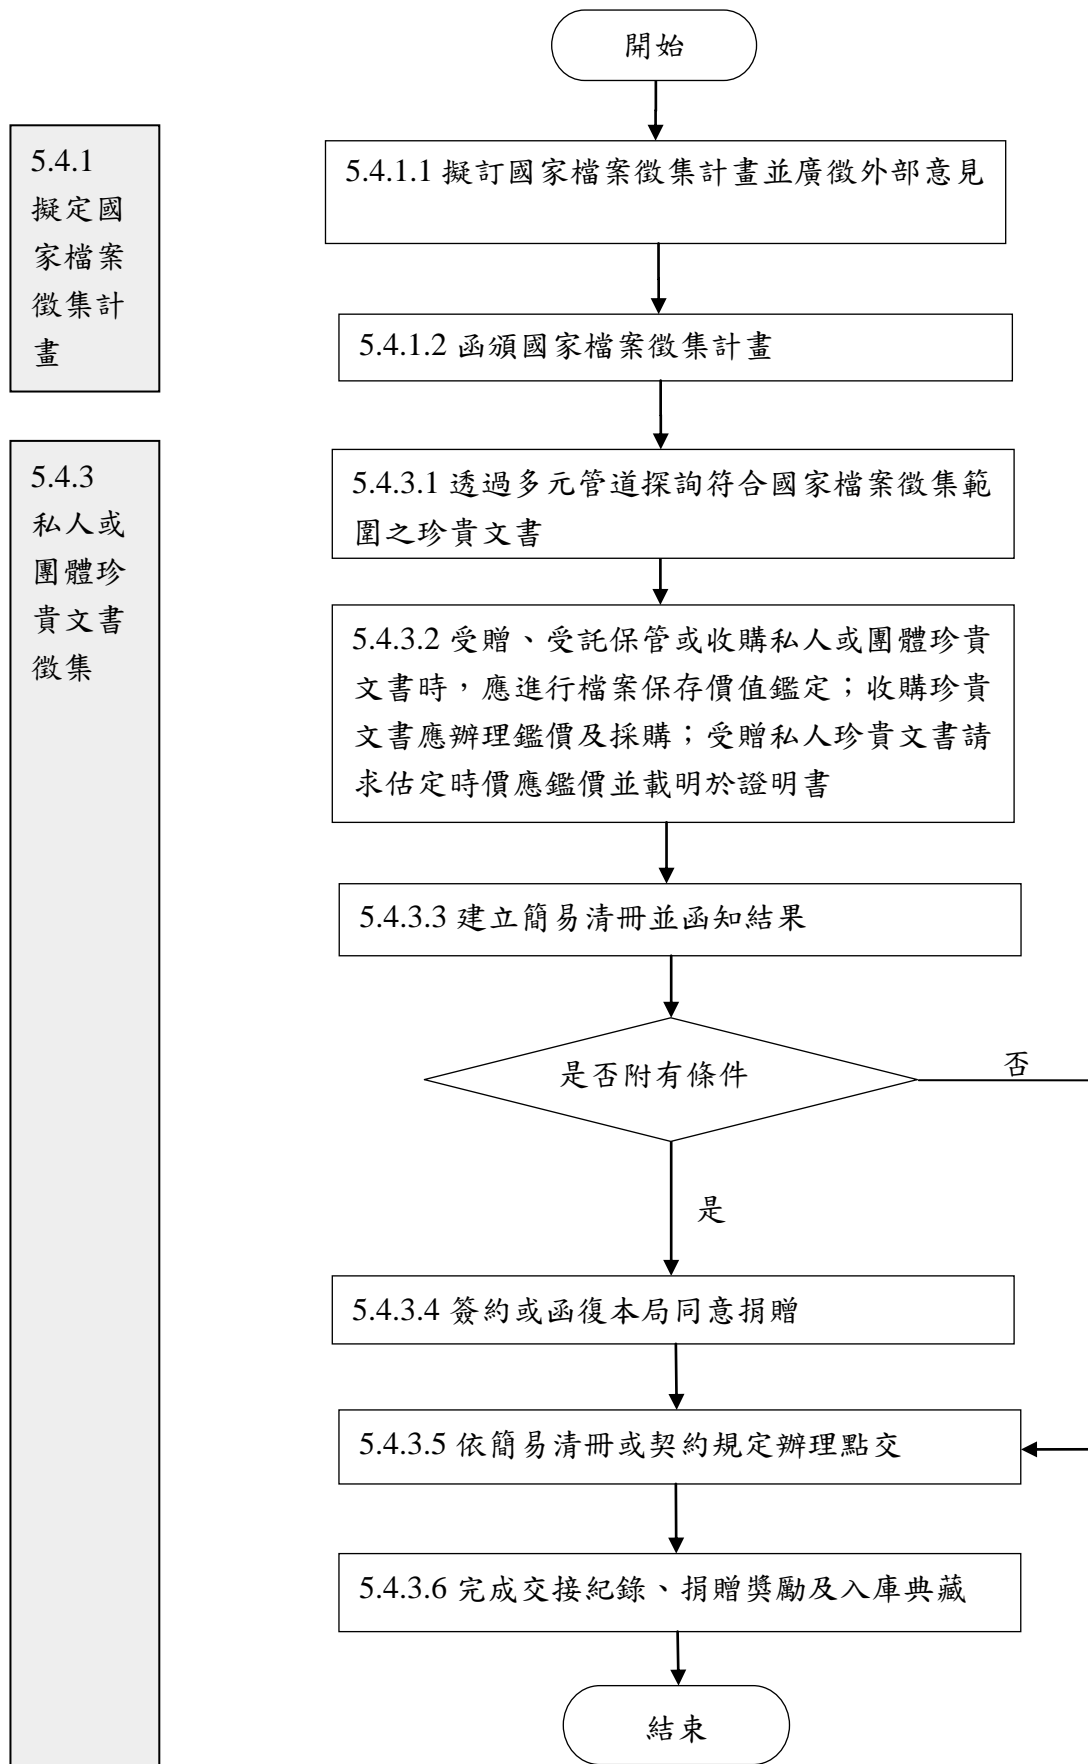 開始
5.4.1
擬定國
家檔案
徵集計
畫
5.4.1.1 擬訂國家檔案徵集計畫並廣徵外部意見
5.4.1.2 函頒國家檔案徵集計畫
5.4.3
私人或
團體珍
貴文書
徵集
5.4.3.1 透過多元管道探詢符合國家檔案徵集範
圍之珍貴文書
5.4.3.2 受贈、受託保管或收購私人或團體珍貴
文書時，應進行檔案保存價值鑑定；收購珍貴
文書應辦理鑑價及採購；受贈私人珍貴文書請
求估定時價應鑑價並載明於證明書
5.4.3.3 建立簡易清冊並函知結果
是否附有條件
否
是
5.4.3.4 簽約或函復本局同意捐贈
5.4.3.5 依簡易清冊或契約規定辦理點交
5.4.3.6 完成交接紀錄、捐贈獎勵及入庫典藏
結束